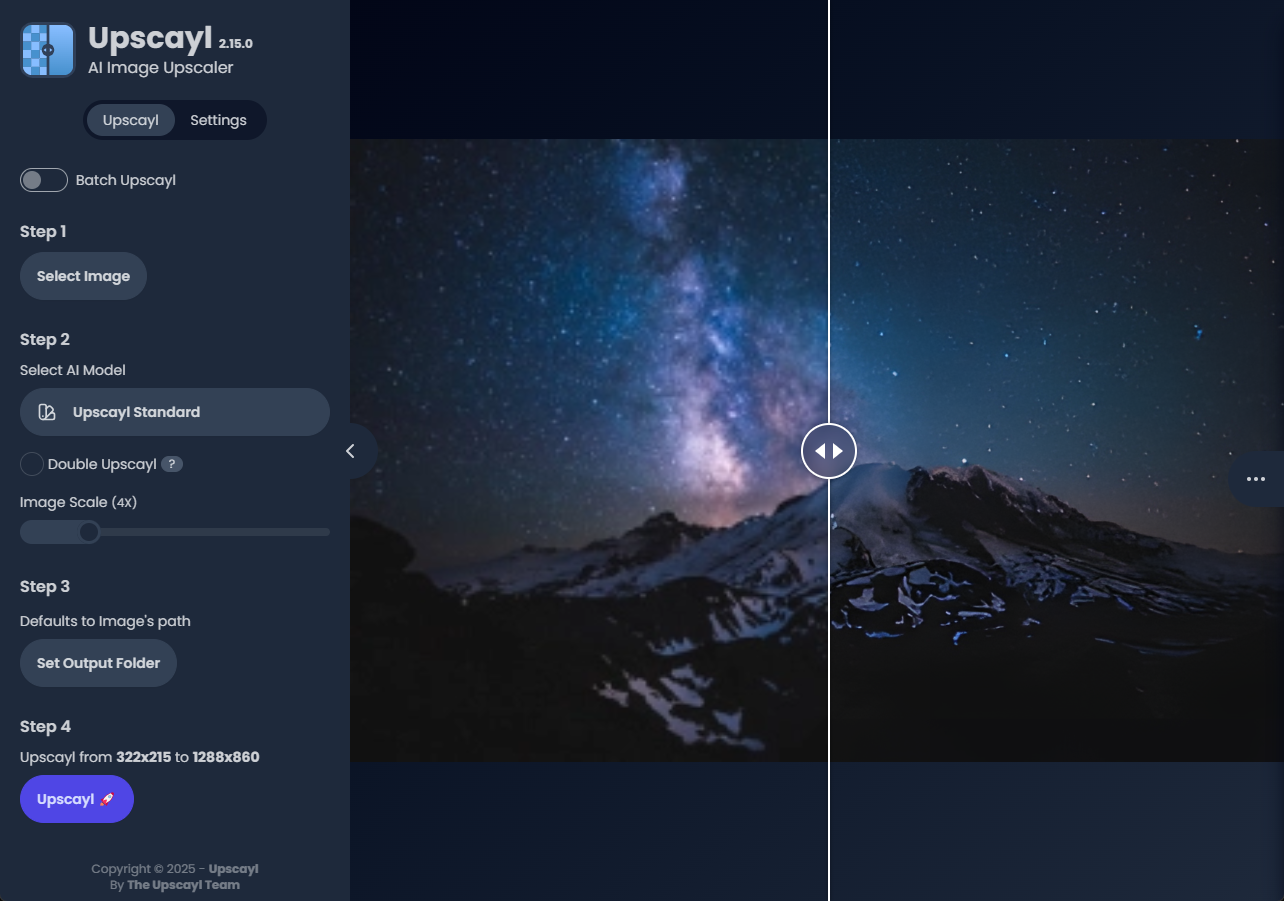 Upscayl 2.15.0
AI Image Upscaler
Upscayl Settings
Batch Upscayl
Step 1
Select Image
Step 2
Select AI Model
Upscayl Standard
Double Upscayl ?
Image Scale (4X)
Step 3
Defaults to Image's path
Set Output Folder
Step 4
Upscayl from 322x215 to 1288x860
Upscayl 🚀
Copyright © 2025 - Upscayl
By The Upscayl Team